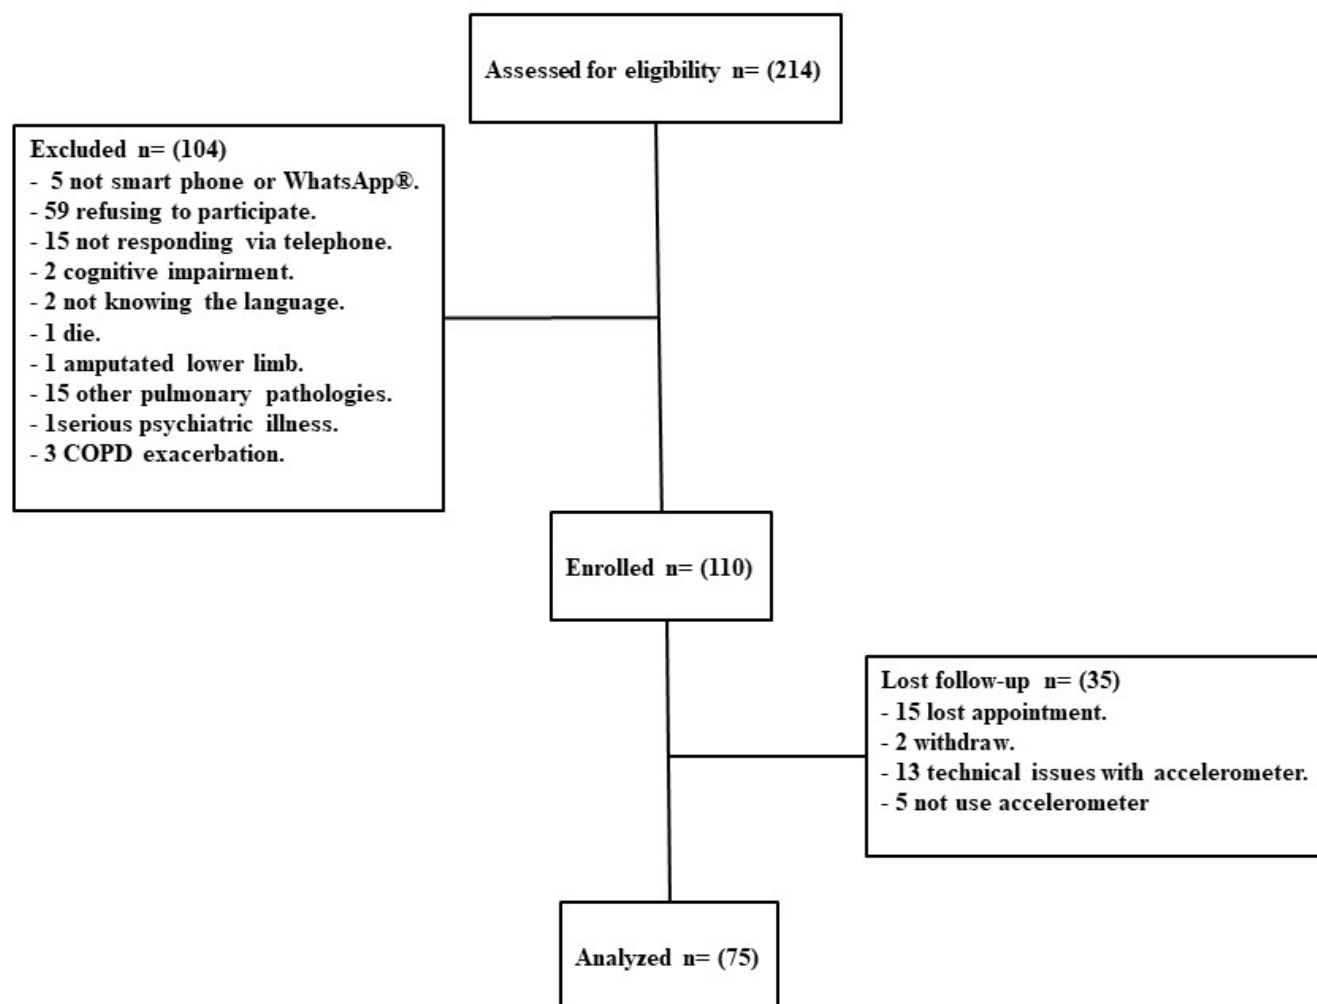 Assessed for eligibility n= (214)
Excluded n= (104)
- 5 not smart phone or WhatsApp®.
- 59 refusing to participate.
- 15 not responding via telephone.
- 2 cognitive impairment.
- 2 not knowing the language.
- 1 die.
- 1 amputated lower limb.
- 15 other pulmonary pathologies.
- 1serious psychiatric illness.
- 3 COPD exacerbation.
Enrolled n= (110)
Lost follow-up n= (35)
- 15 lost appointment.
- 2 withdraw.
- 13 technical issues with accelerometer.
- 5 not use accelerometer
Analyzed n= (75)